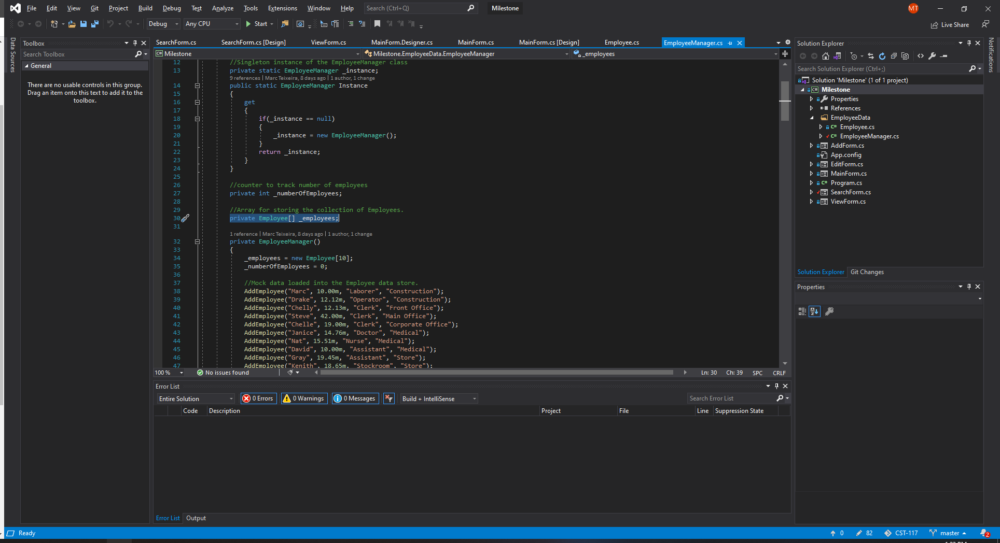 File Edit View Git Project Build Debug Test Analyze Tools Extensions Window Help Search (Ctrl+Q) Milestone MT
Debug Any CPU Start Live Share
Data Sources
Toolbox
Search Toolbox
General
There are no usable controls in this group.
Drag an item onto this text to add it to the
toolbox.
SearchForm.cs SearchForm.cs [Design] ViewForm.cs MainForm.Designer.cs MainForm.cs MainForm.cs [Design] Employee.cs EmployeeManager.cs
C# Milestone Milestone.EmployeeData.EmployeeManager _employees
12 //Singleton instance of the EmployeeManager class
13 private static EmployeeManager _instance;
9 references | Marc Teixeira, 8 days ago | 1 author, 1 change
14 public static EmployeeManager Instance
15 {
16 get
17 {
18 if(_instance == null)
19 {
20 _instance = new EmployeeManager();
21 }
22 return _instance;
23 }
24 }
25
26 //counter to track number of employees
27 private int _numberOfEmployees;
28
29 //Array for storing the collection of Employees.
30 private Employee[] _employees;
31
1 reference | Marc Teixeira, 8 days ago | 1 author, 1 change
32 private EmployeeManager()
33 {
34 _employees = new Employee[10];
35 _numberOfEmployees = 0;
36
37 //Mock data loaded into the Employee data store.
38 AddEmployee("Marc", 10.00m, "Laborer", "Construction");
39 AddEmployee("Drake", 12.12m, "Operator", "Construction");
40 AddEmployee("Chelly", 12.13m, "Clerk", "Front Office");
41 AddEmployee("Steve", 42.00m, "Clerk", "Main Office");
42 AddEmployee("Chelle", 19.00m, "Clerk", "Corporate Office");
43 AddEmployee("Janice", 14.76m, "Doctor", "Medical");
44 AddEmployee("Nat", 15.51m, "Nurse", "Medical");
45 AddEmployee("David", 10.00m, "Assistant", "Medical");
46 AddEmployee("Gray", 19.45m, "Assistant", "Store");
47 AddEmployee("Kenith", 18.65m, "Stockroom", "Store");
100 % No issues found Ln: 30 Ch: 39 SPC CRLF
Error List
Entire Solution 0 Errors 0 Warnings 0 Messages Build + IntelliSense Search Error List
Code Description Project File Line Suppression State
Error List Output
Solution Explorer
Search Solution Explorer (Ctrl+;)
Solution 'Milestone' (1 of 1 project)
C# Milestone
Properties
References
EmployeeData
C# Employee.cs
C# EmployeeManager.cs
AddForm.cs
App.config
EditForm.cs
MainForm.cs
C# Program.cs
SearchForm.cs
ViewForm.cs
Solution Explorer Git Changes
Properties
Notifications
Ready 0 82 CST-117 master 2